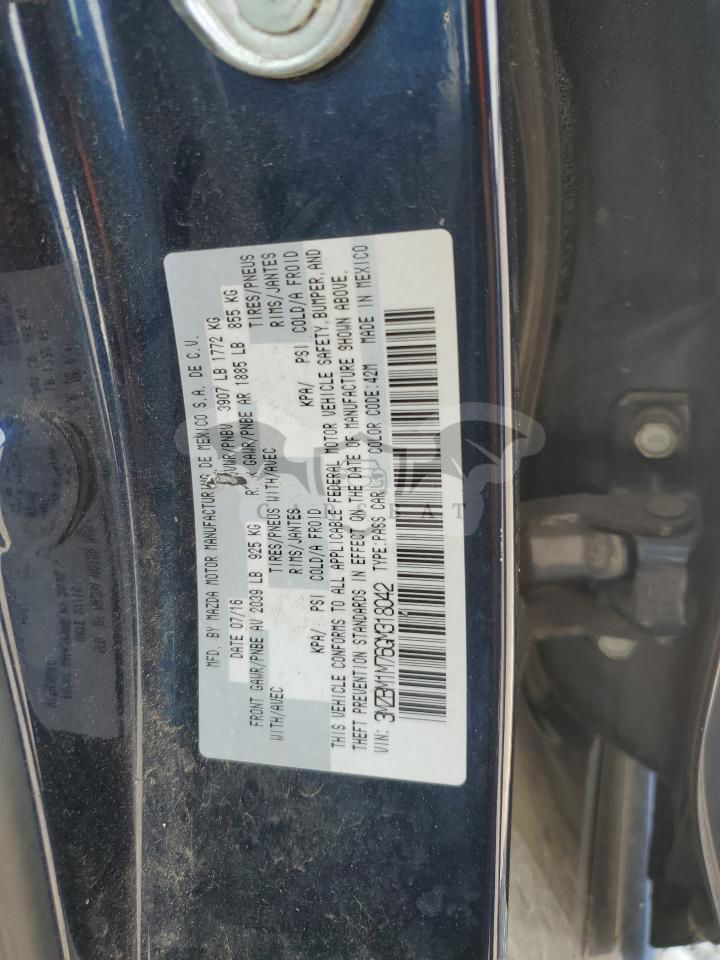 MFD. BY MAZDA MOTOR MANUFACTURING DE MEXICO S.A. DE C.V.
DATE 07/16 GVWR/PNBV 3907 LB 1772 KG
FRONT GAWR/PNBE AV 2039 LB 925 KG GAWR/PNBE AR 1885 LB 855 KG
WITH/AVEC TIRES/PNEUS WITH/AVEC TIRES/PNEUS
RIMS/JANTES RIMS/JANTES
KPA/ PSI COLD/A FROID KPA/ PSI COLD/A FROID
THIS VEHICLE CONFORMS TO ALL APPLICABLE FEDERAL MOTOR VEHICLE SAFETY, BUMPER, AND
THEFT PREVENTION STANDARDS IN EFFECT ON THE DATE OF MANUFACTURE SHOWN ABOVE.
VIN: 3MZBM1M76GM318042 TYPE:PASS CAR COLOR CODE:42M MADE IN MEXICO